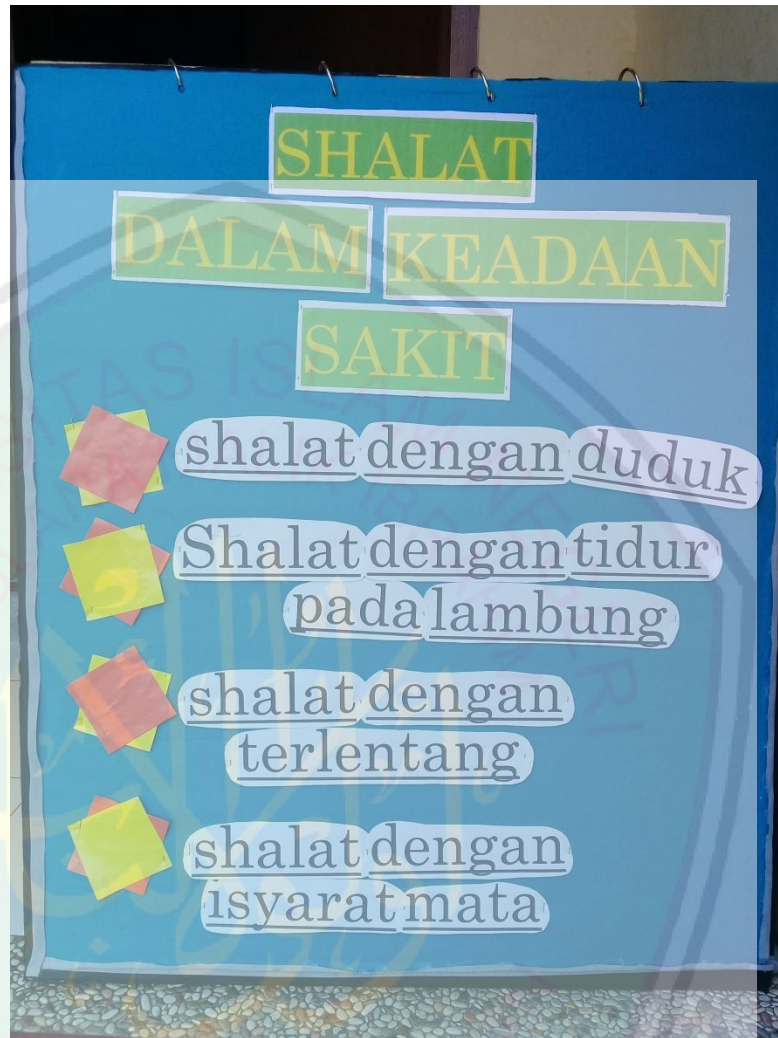 SHALAT
DALAM KEADAAN
SAKIT
shalat dengan duduk
Shalat dengan tidur
pada lambung
shalat dengan
terlentang
shalat dengan
isyarat mata